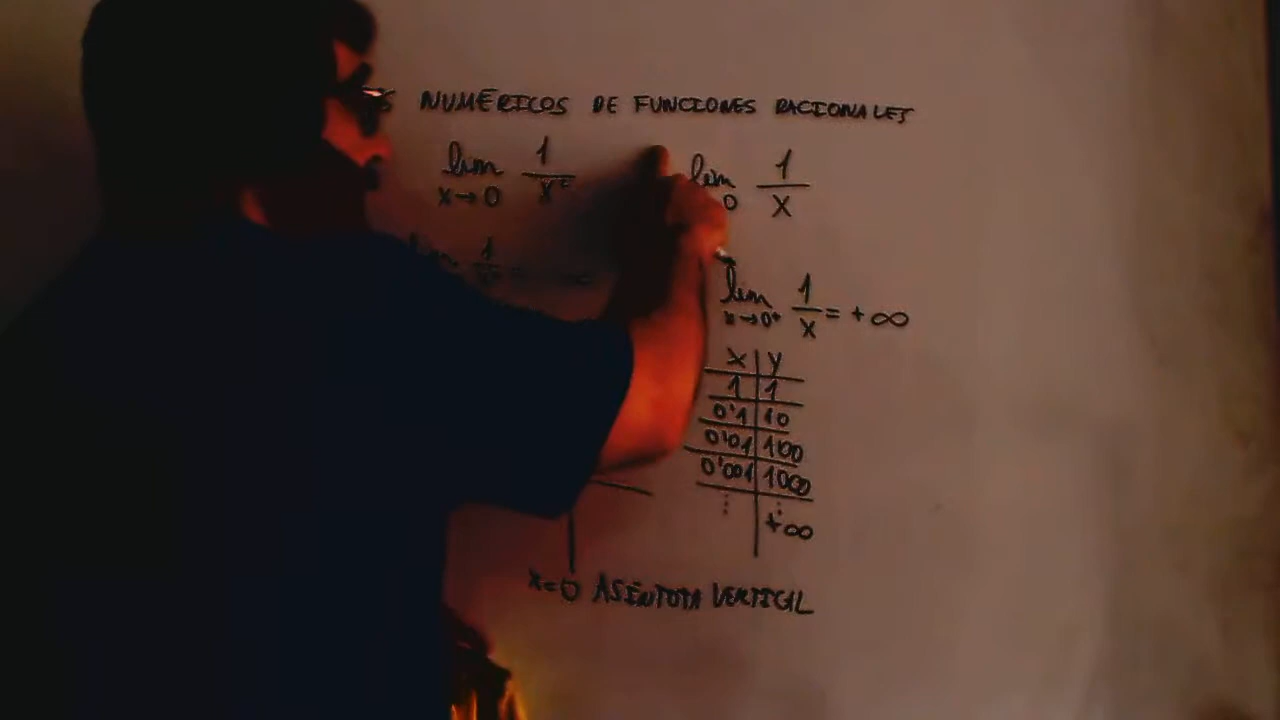 NUMERICOS DE FUNCIONES RACIONALES
lim 1/x²
x→0
lim 1/x
0
lim 1/x = +∞
x→0⁺
x | y
1 | 1
0'1 | 10
0'01 | 100
0'001 | 1000
⋮ | ⋮
+∞
x=0 ASÍNTOTA VERTICAL